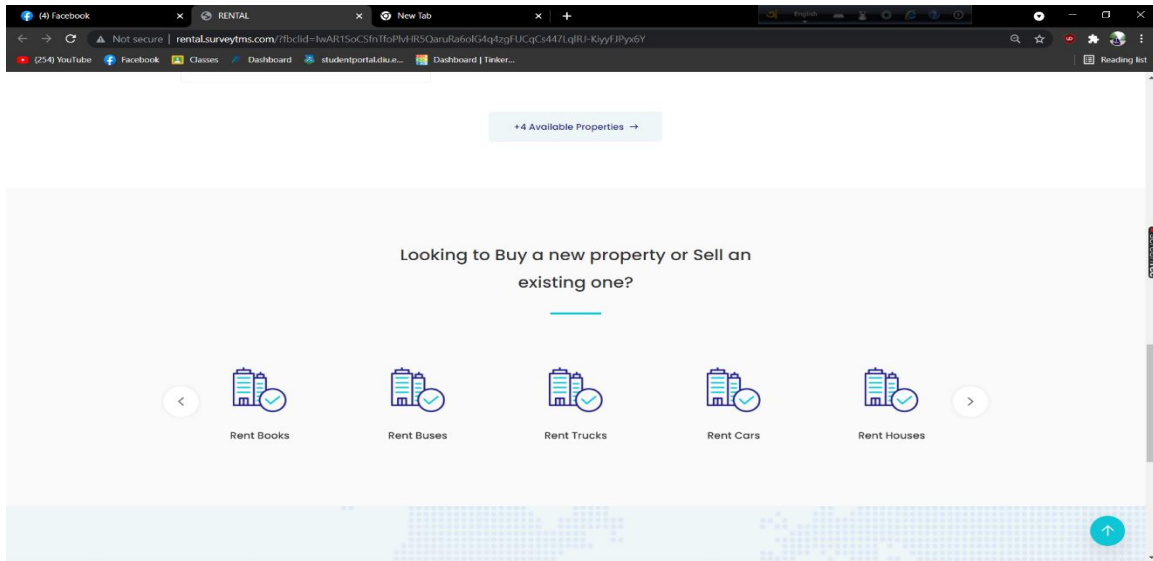 (4) Facebook
RENTAL
New Tab
English
Not secure | rental.surveytms.com/?fbclid=IwAR1SoCSfnTfoPlvHR5QaruRa6olG4q4zgFUCqCs447LqlRJ-KiyyFJPyx6Y
(254) YouTube
Facebook
Classes
Dashboard
studentportal.diu.e...
Dashboard | Tinker...
Reading list
+4 Available Properties →
Looking to Buy a new property or Sell an
existing one?
Rent Books
Rent Buses
Rent Trucks
Rent Cars
Rent Houses